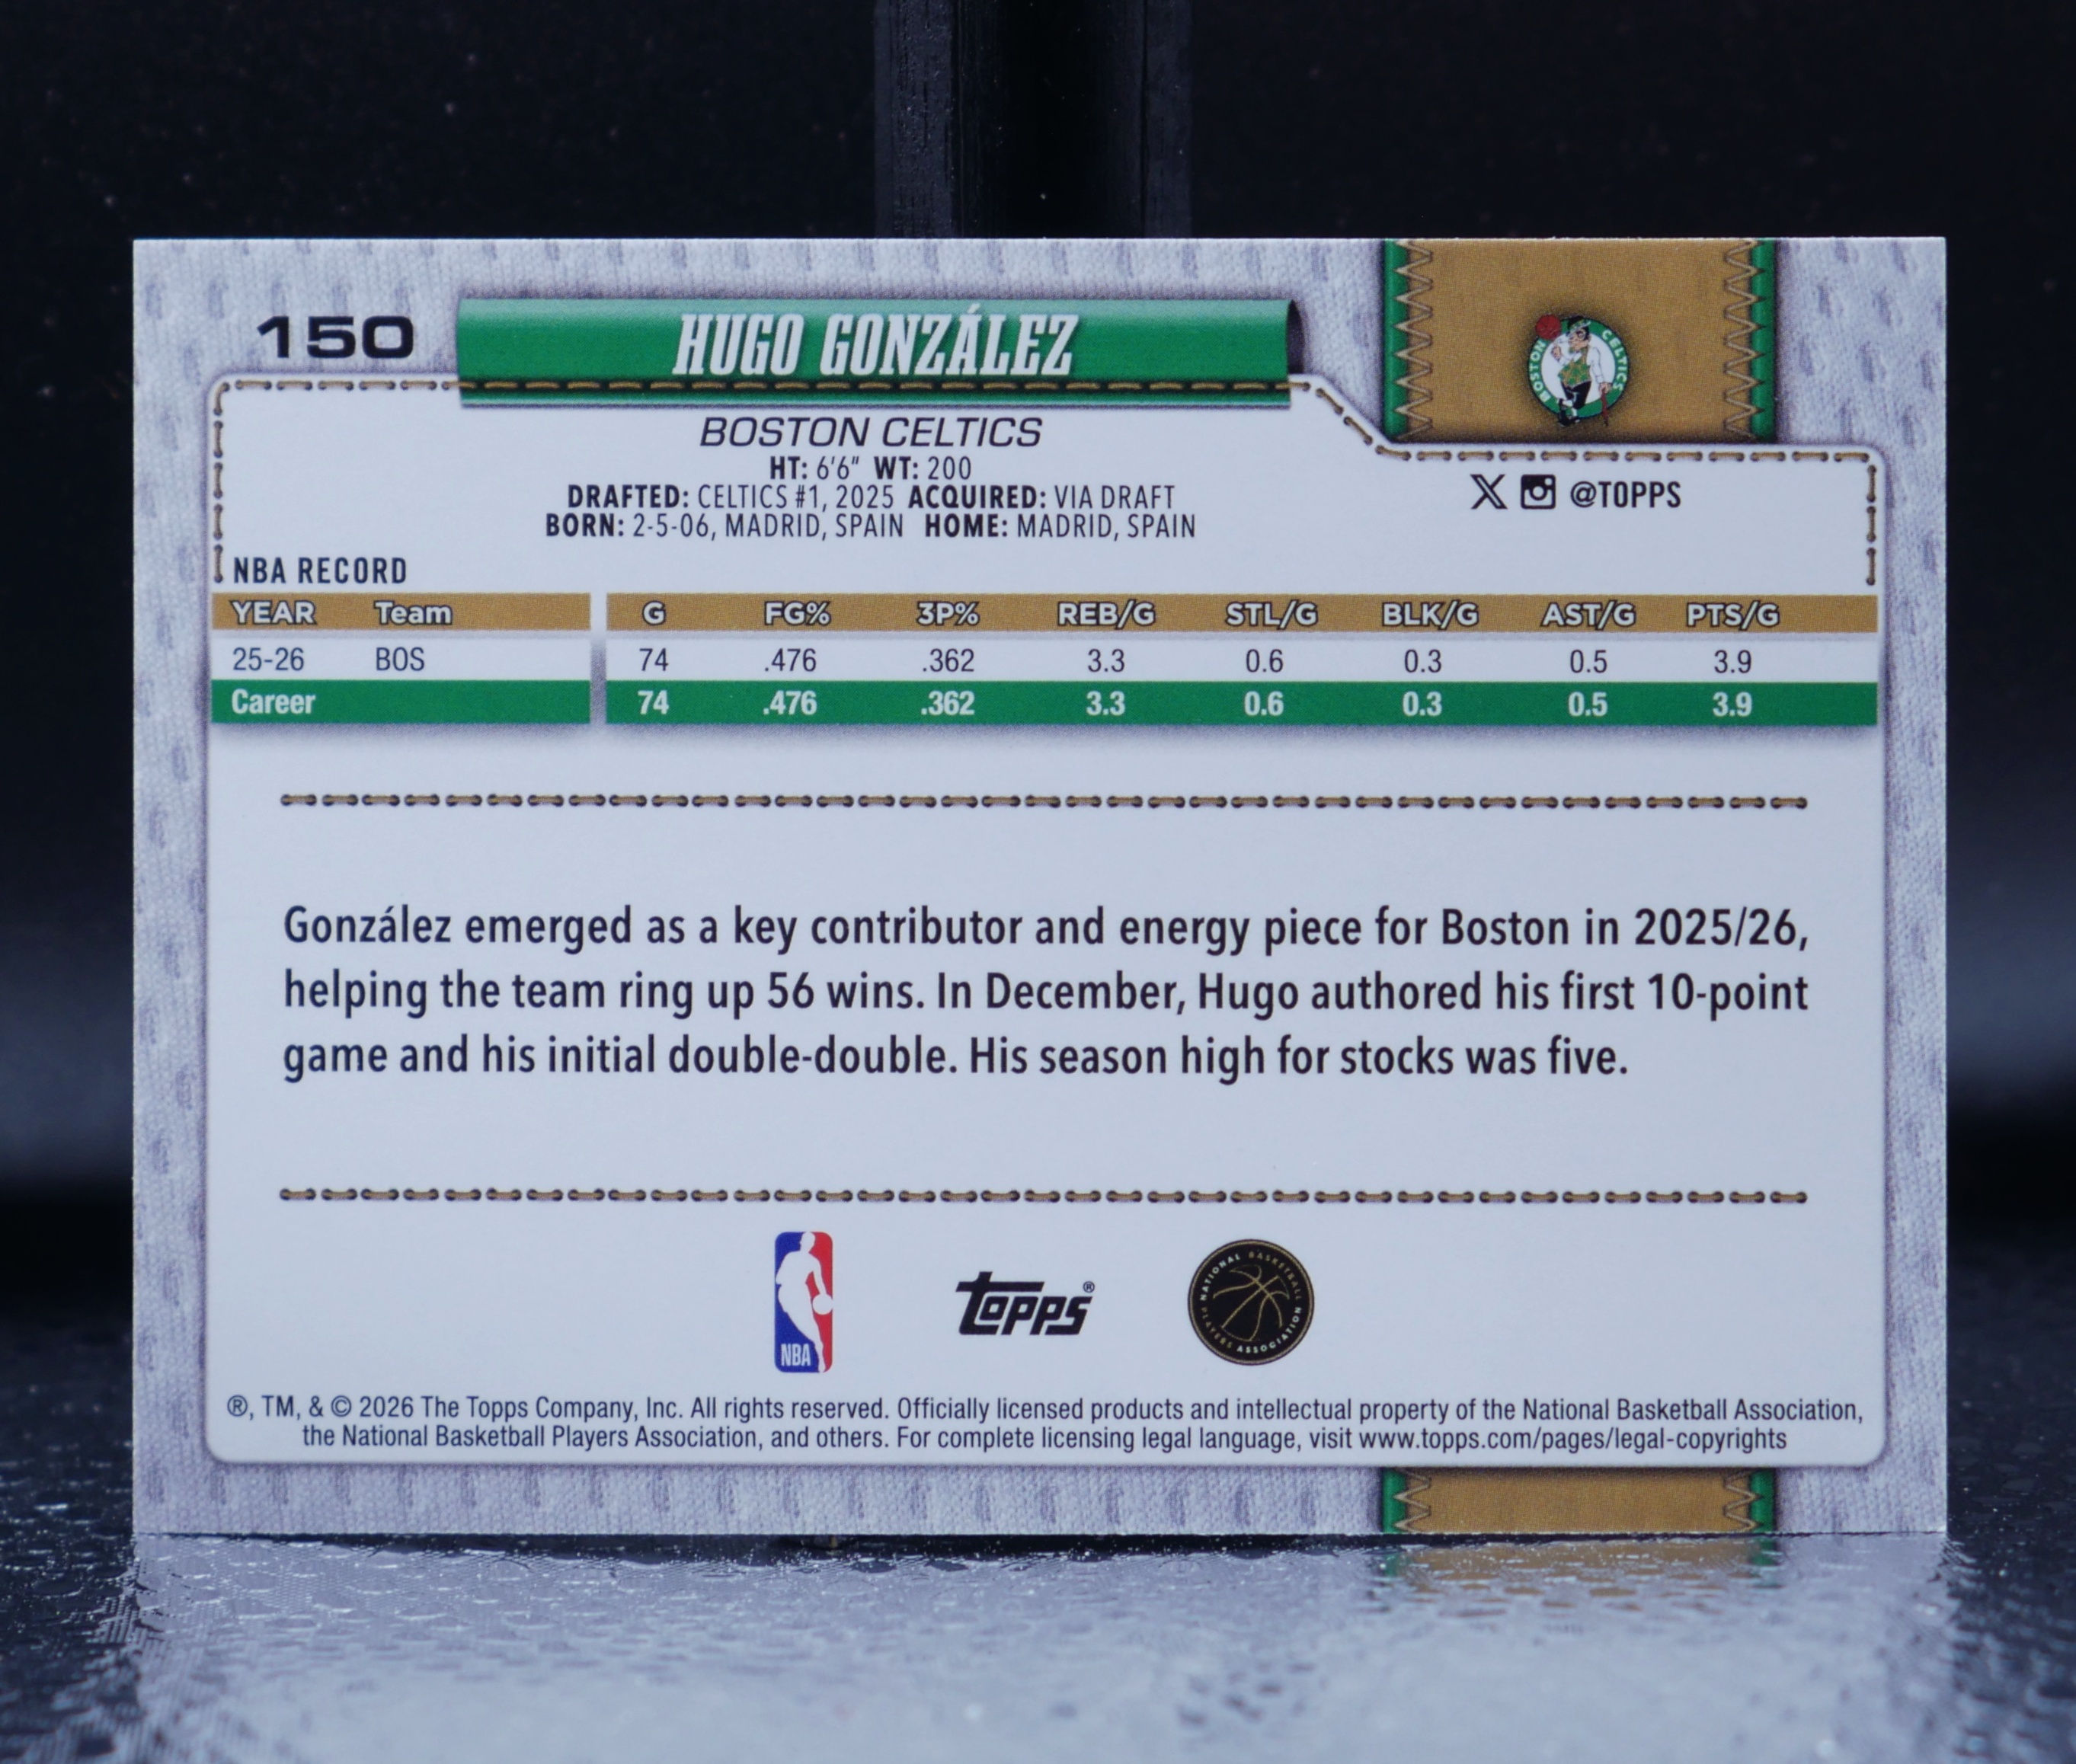 150
HUGO GONZÁLEZ
BOSTON CELTICS
BOSTON CELTICS
HT: 6'6" WT: 200
DRAFTED: CELTICS #1, 2025 ACQUIRED: VIA DRAFT
@TOPPS
BORN: 2-5-06, MADRID, SPAIN HOME: MADRID, SPAIN
NBA RECORD
YEAR Team G FG% 3P% REB/G STL/G BLK/G AST/G PTS/G
25-26 BOS 74 .476 .362 3.3 0.6 0.3 0.5 3.9
Career 74 .476 .362 3.3 0.6 0.3 0.5 3.9
González emerged as a key contributor and energy piece for Boston in 2025/26,
helping the team ring up 56 wins. In December, Hugo authored his first 10-point
game and his initial double-double. His season high for stocks was five.
NBA
topps®
NATIONAL BASKETBALL PLAYERS ASSOCIATION
®, TM, & © 2026 The Topps Company, Inc. All rights reserved. Officially licensed products and intellectual property of the National Basketball Association,
the National Basketball Players Association, and others. For complete licensing legal language, visit www.topps.com/pages/legal-copyrights